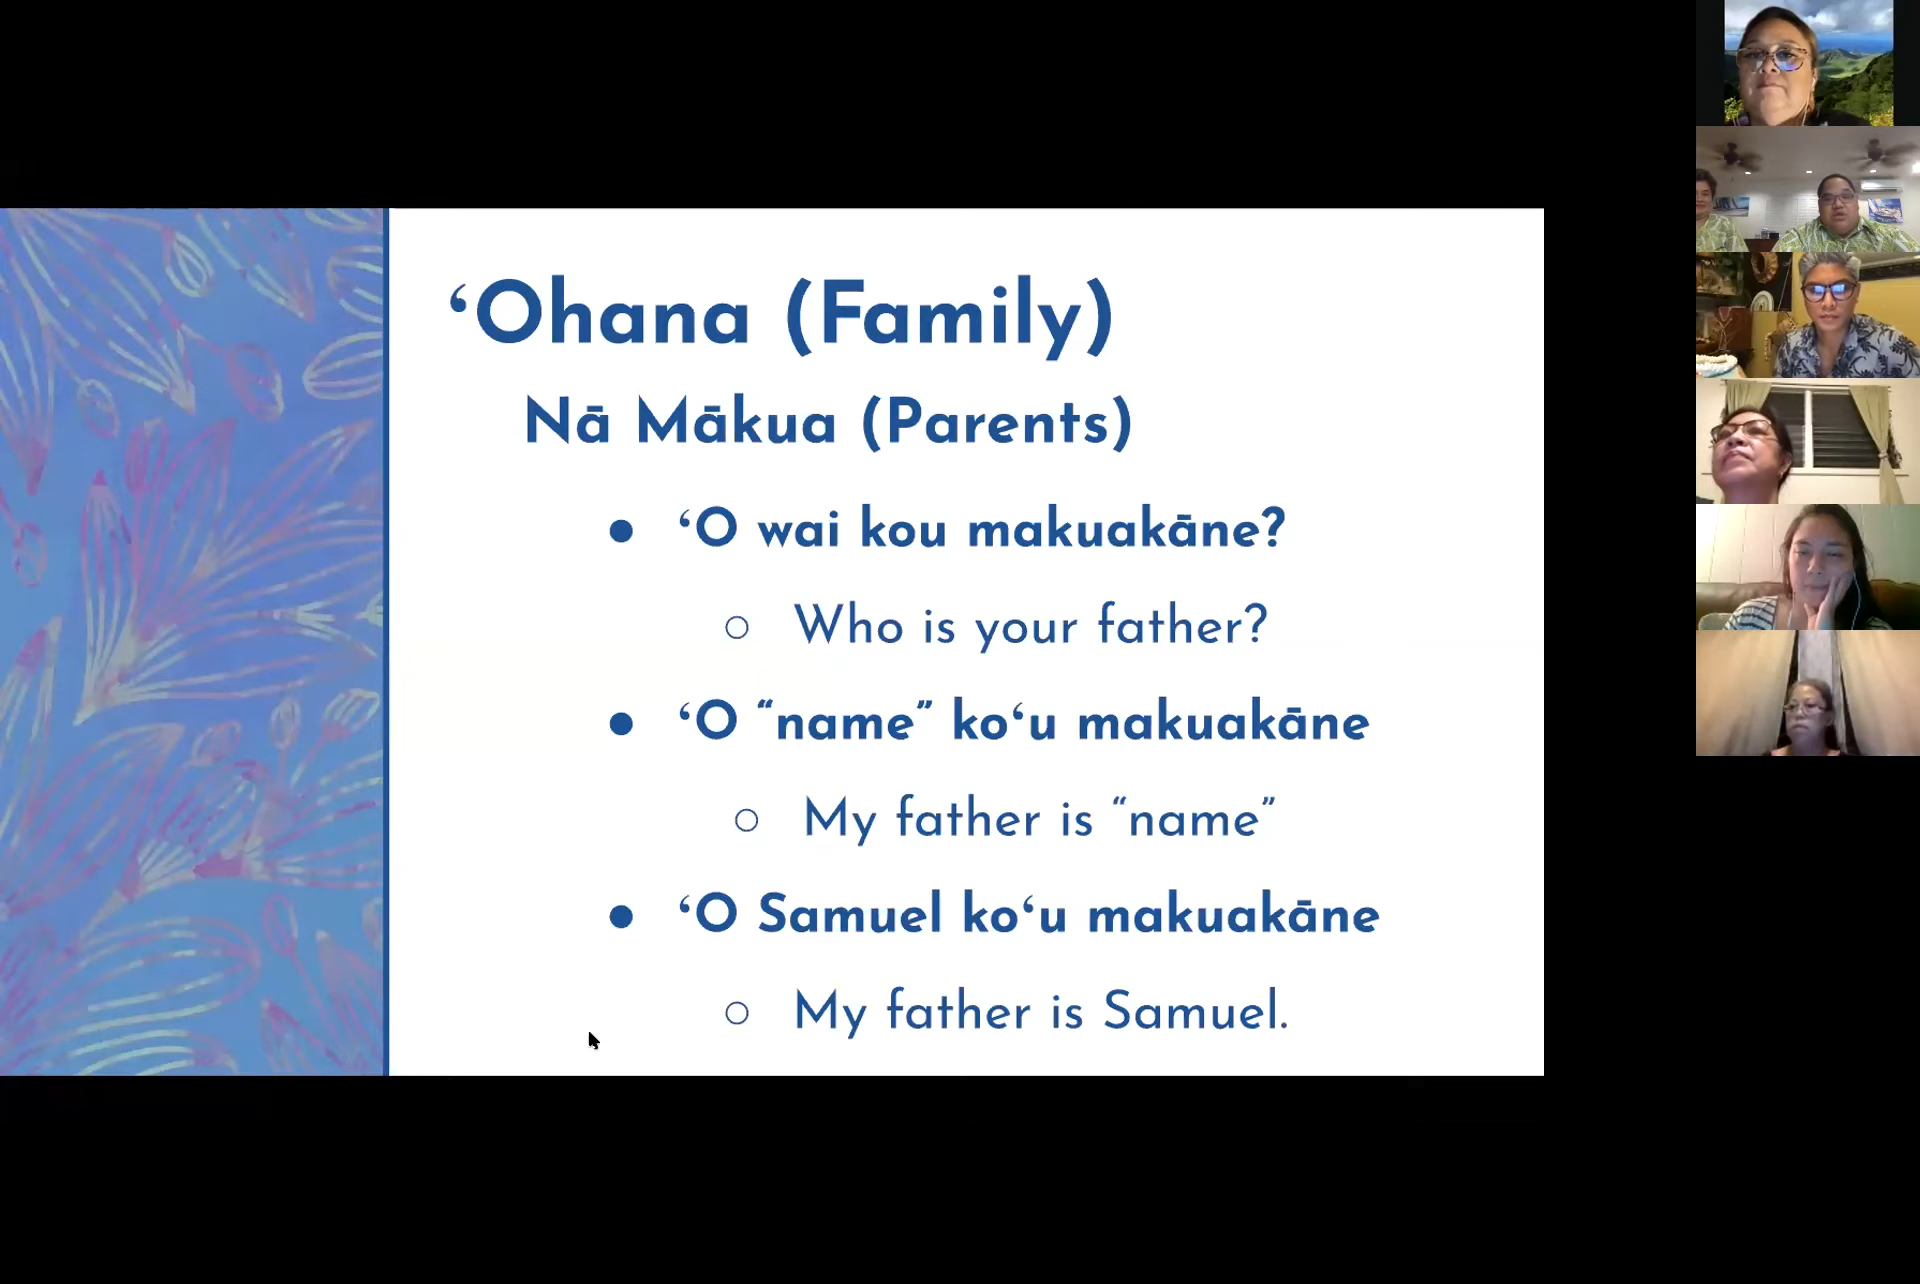 ʻOhana (Family)
Nā Mākua (Parents)
● ʻO wai kou makuakāne?
○ Who is your father?
● ʻO “name” koʻu makuakāne
○ My father is “name”
● ʻO Samuel koʻu makuakāne
○ My father is Samuel.